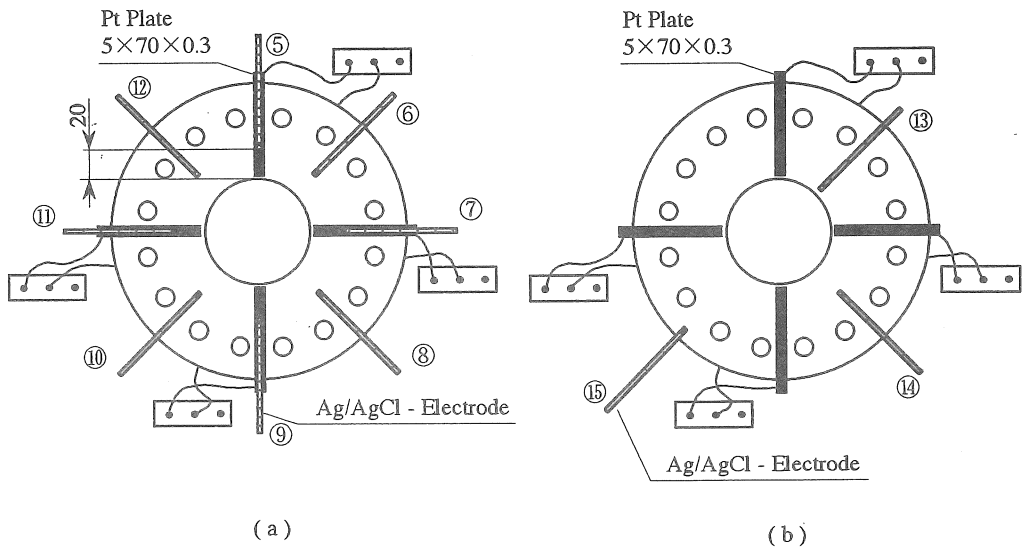 Pt Plate
5×70×0.3
⑤
⑫
⑥
20
⑪
⑦
⑩
⑧
Ag/AgCl - Electrode
⑨
(a)
Pt Plate
5×70×0.3
⑬
⑮
⑭
Ag/AgCl - Electrode
(b)